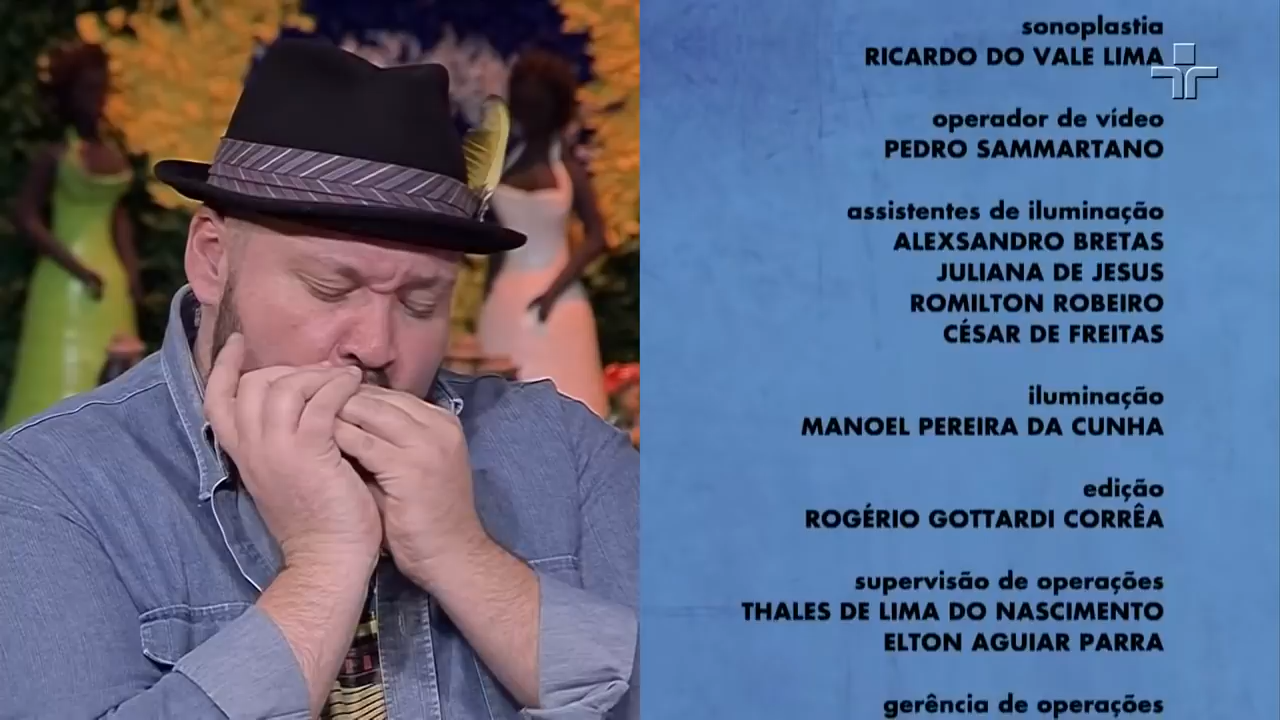 sonoplastia
RICARDO DO VALE LIMA
operador de vídeo
PEDRO SAMMARTANO
assistentes de iluminação
ALEXSANDRO BRETAS
JULIANA DE JESUS
ROMILTON ROBEIRO
CÉSAR DE FREITAS
iluminação
MANOEL PEREIRA DA CUNHA
edição
ROGÉRIO GOTTARDI CORRÊA
supervisão de operações
THALES DE LIMA DO NASCIMENTO
ELTON AGUIAR PARRA
gerência de operações